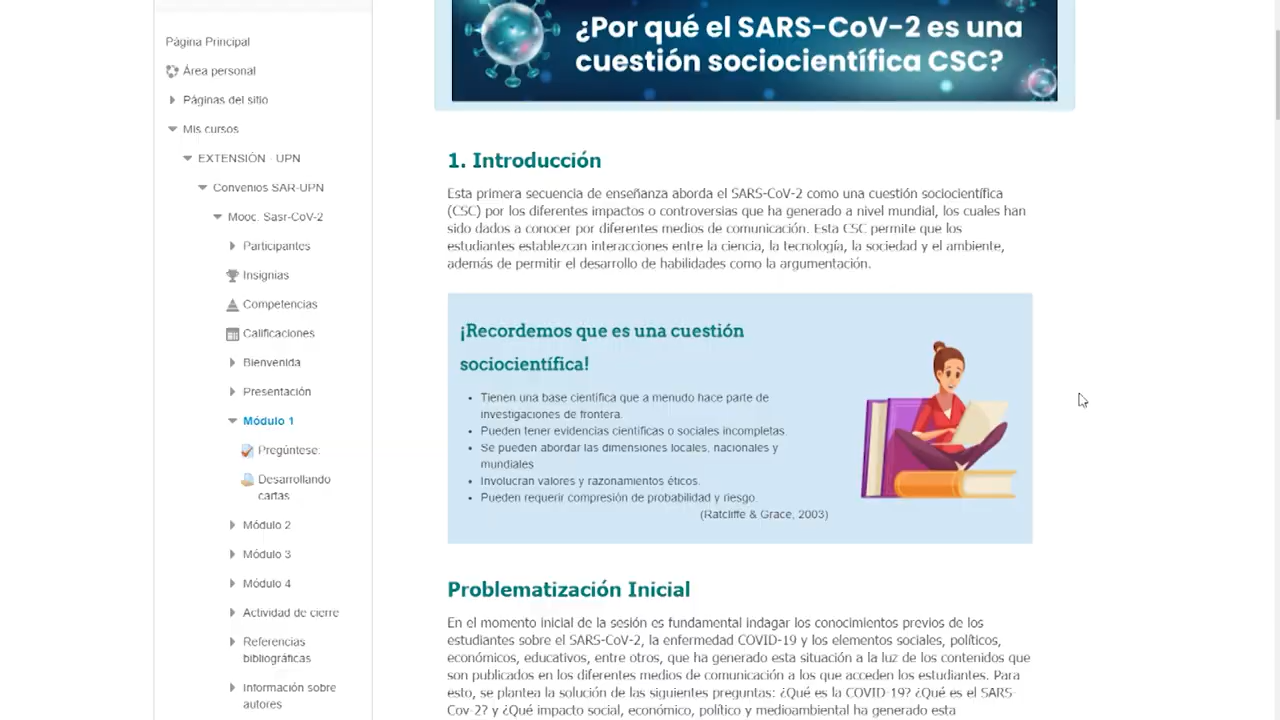 Página Principal
Área personal
Páginas del sitio
Mis cursos
EXTENSIÓN - UPN
Convenios SAR-UPN
Mooc. Sasr-CoV-2
Participantes
Insignias
Competencias
Calificaciones
Bienvenida
Presentación
Módulo 1
Pregúntese:
Desarrollando
cartas
Módulo 2
Módulo 3
Módulo 4
Actividad de cierre
Referencias
bibliográficas
Información sobre
autores
¿Por qué el SARS-CoV-2 es una
cuestión sociocientífica CSC?
1. Introducción
Esta primera secuencia de enseñanza aborda el SARS-CoV-2 como una cuestión sociocientífica
(CSC) por los diferentes impactos o controversias que ha generado a nivel mundial, los cuales han
sido dados a conocer por diferentes medios de comunicación. Esta CSC permite que los
estudiantes establezcan interacciones entre la ciencia, la tecnología, la sociedad y el ambiente,
además de permitir el desarrollo de habilidades como la argumentación.
¡Recordemos que es una cuestión
sociocientífica!
• Tienen una base científica que a menudo hace parte de
investigaciones de frontera.
• Pueden tener evidencias científicas o sociales incompletas.
• Se pueden abordar las dimensiones locales, nacionales y
mundiales
• Involucran valores y razonamientos éticos.
• Pueden requerir compresión de probabilidad y riesgo.
(Ratcliffe & Grace, 2003)
Problematización Inicial
En el momento inicial de la sesión es fundamental indagar los conocimientos previos de los
estudiantes sobre el SARS-CoV-2, la enfermedad COVID-19 y los elementos sociales, políticos,
económicos, educativos, entre otros, que ha generado esta situación a la luz de los contenidos que
son publicados en los diferentes medios de comunicación a los que acceden los estudiantes. Para
esto, se plantea la solución de las siguientes preguntas: ¿Qué es la COVID-19? ¿Qué es el SARS-
Cov-2? y ¿Qué impacto social, económico, político y medioambiental ha generado esta